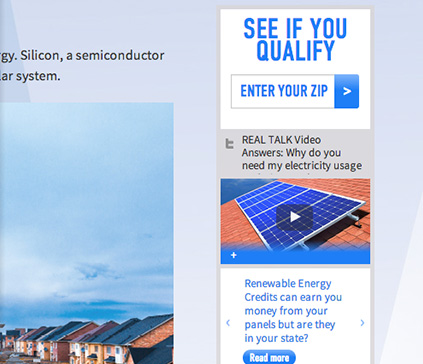 rgy. Silicon, a semiconductor
lar system.
SEE IF YOU
QUALIFY
ENTER YOUR ZIP >
REAL TALK Video
Answers: Why do you
need my electricity usage
+
Renewable Energy
Credits can earn you
money from your
panels but are they
in your state?
Read more